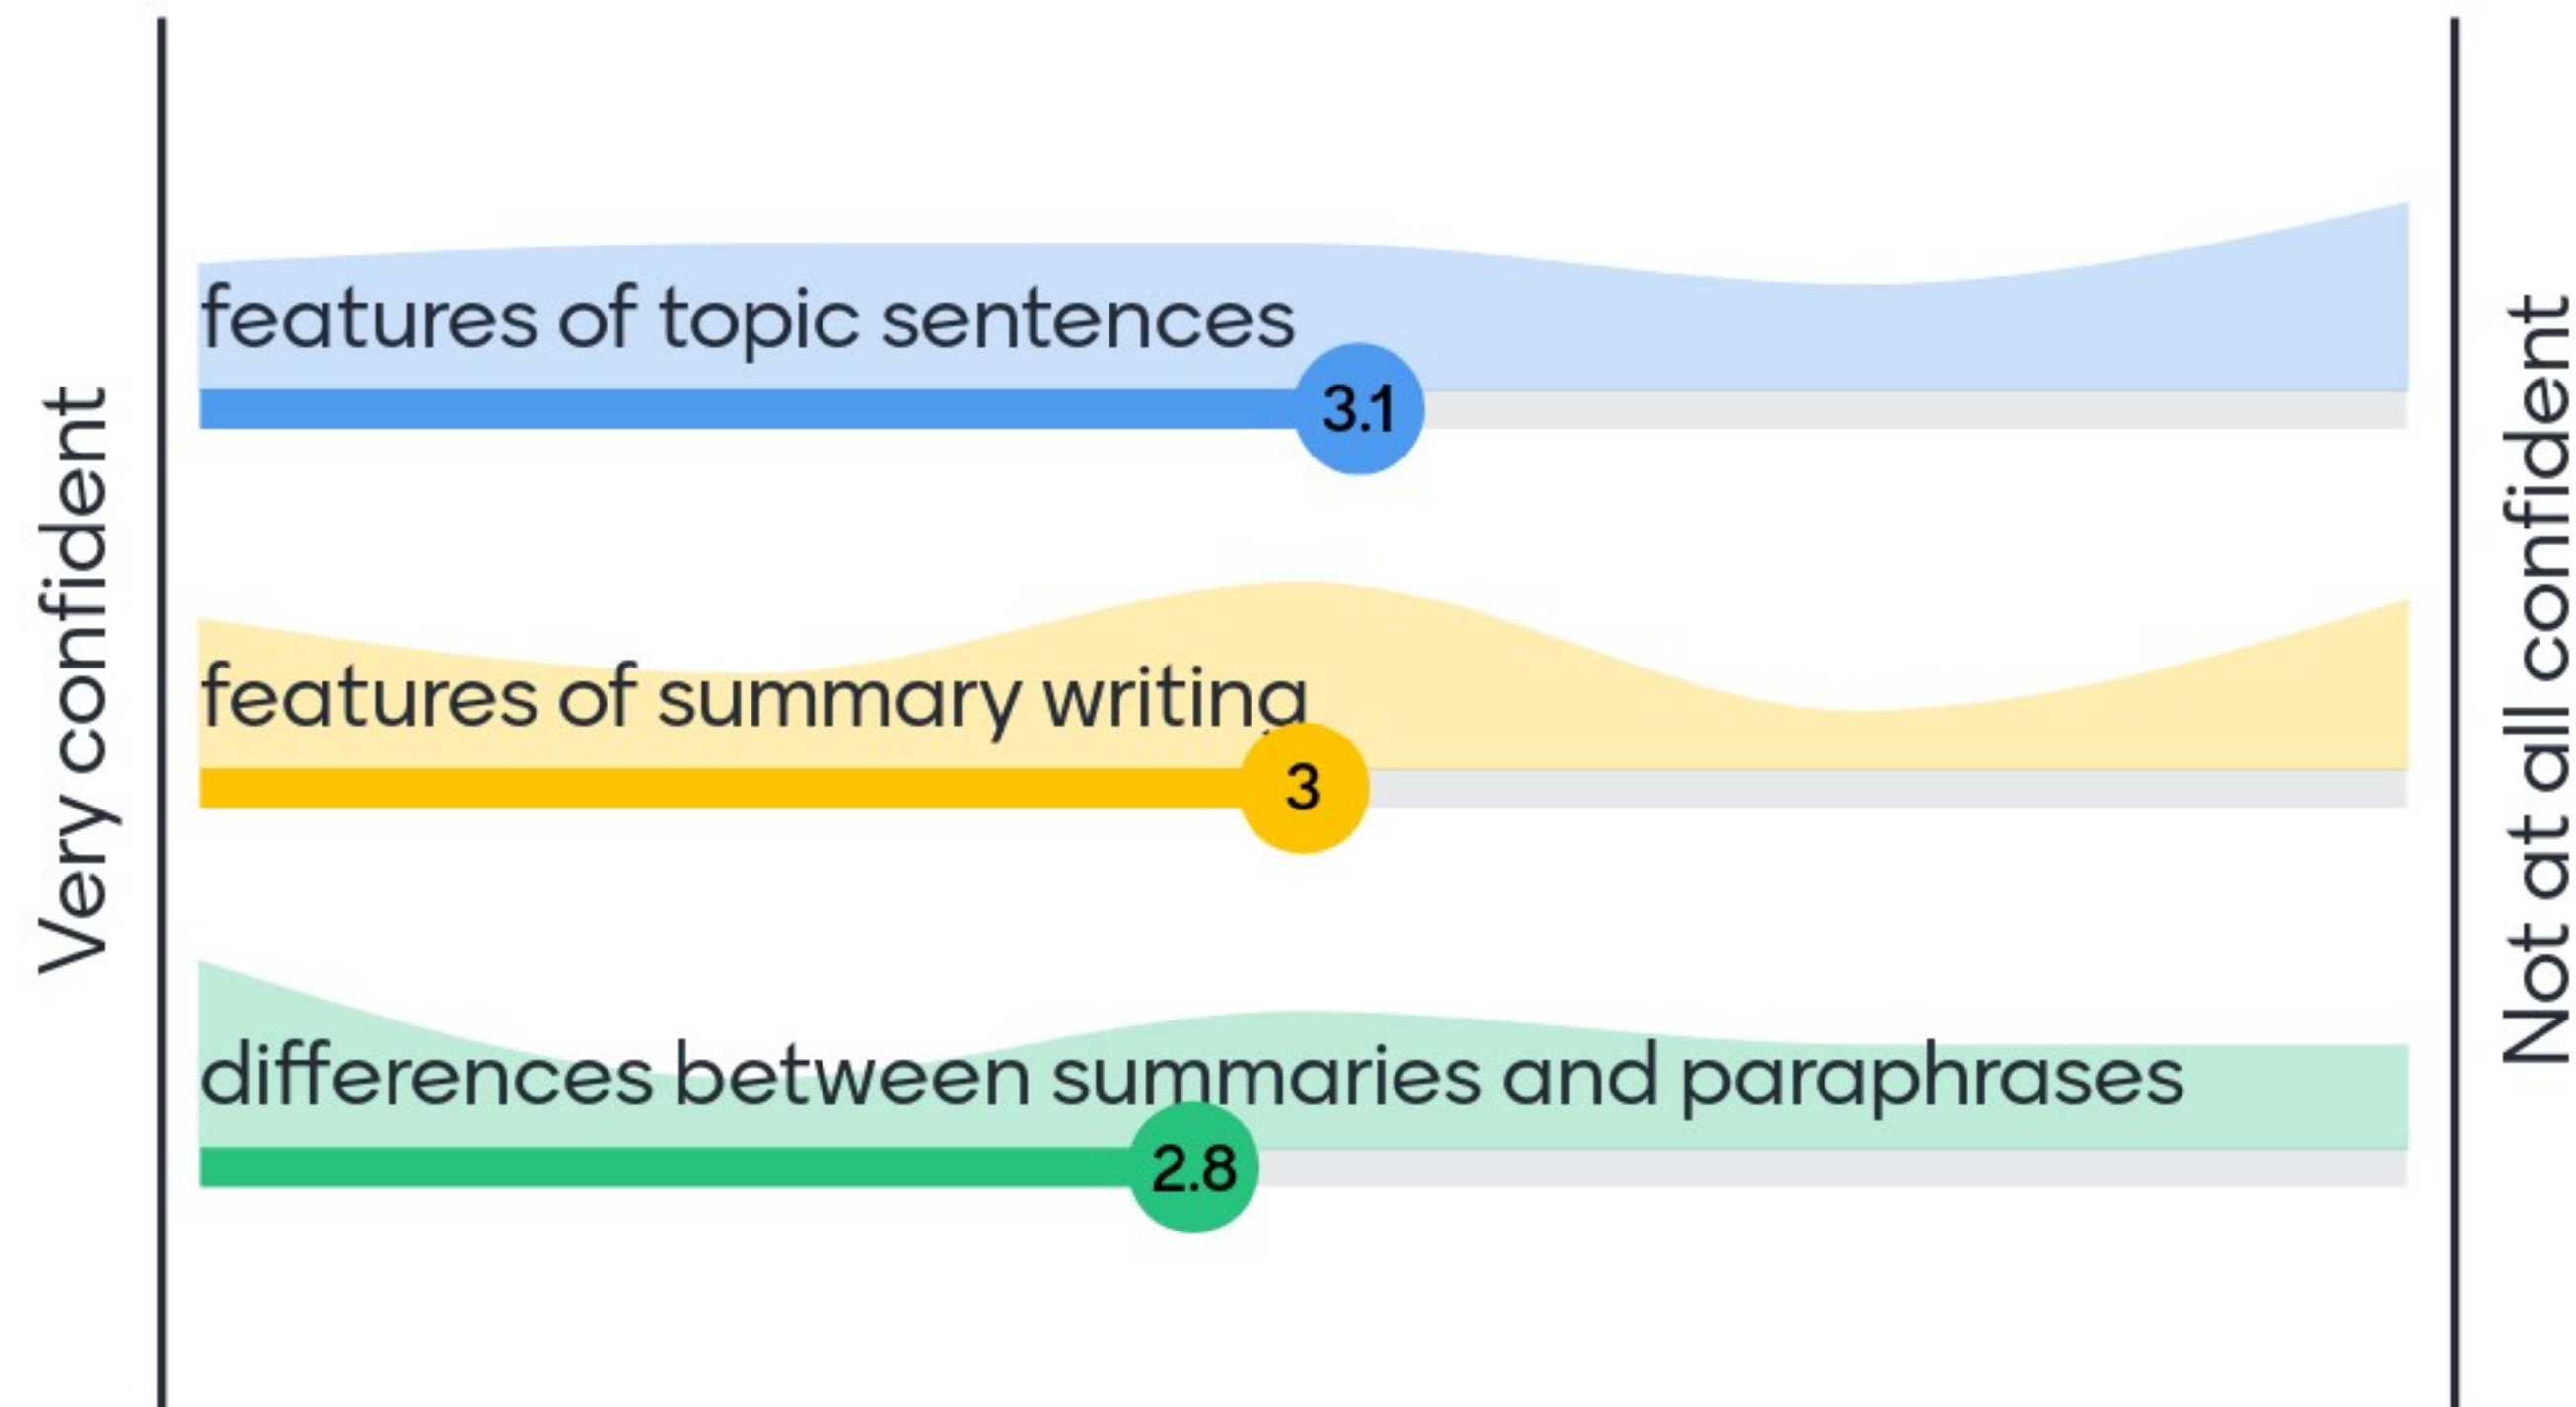 Very confident
features of topic sentences
3.1
features of summary writing
3
differences between summaries and paraphrases
2.8
Not at all confident